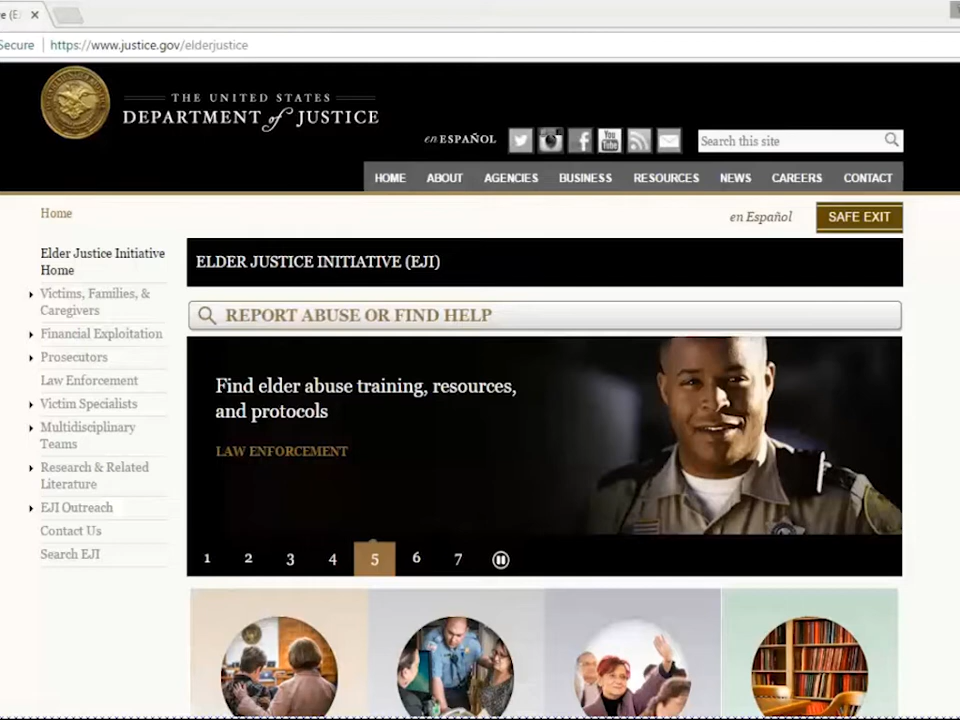 Secure https://www.justice.gov/elderjustice
THE UNITED STATES
DEPARTMENT of JUSTICE
en ESPAÑOL
You Tube
Search this site
HOME ABOUT AGENCIES BUSINESS RESOURCES NEWS CAREERS CONTACT
Home
en Español
SAFE EXIT
Elder Justice Initiative
Home
Victims, Families, &
Caregivers
Financial Exploitation
Prosecutors
Law Enforcement
Victim Specialists
Multidisciplinary
Teams
Research & Related
Literature
EJI Outreach
Contact Us
Search EJI
ELDER JUSTICE INITIATIVE (EJI)
REPORT ABUSE OR FIND HELP
Find elder abuse training, resources,
and protocols
LAW ENFORCEMENT
1 2 3 4 5 6 7